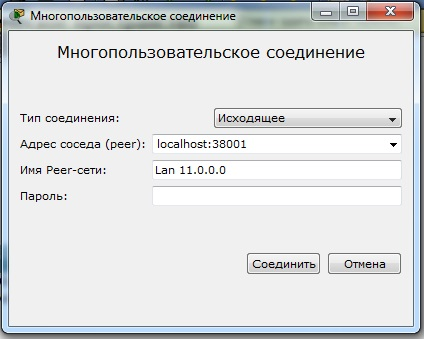 Многопользовательское соединение
Многопользовательское соединение
Тип соединения: Исходящее
Адрес соседа (peer): localhost:38001
Имя Peer-сети: Lan 11.0.0.0
Пароль:
Соединить Отмена